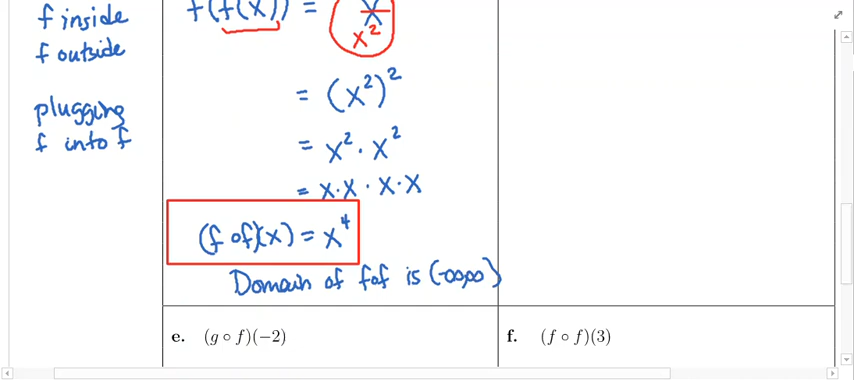 f inside
f outside
plugging
f into f
f(f(x)) =
x²
= (x²)²
= x² · x²
= x·x · x·x
(f∘f)(x) = x⁴
Domain of f∘f is (-∞,∞)
e. (g ∘ f)(−2)
f. (f ∘ f)(3)